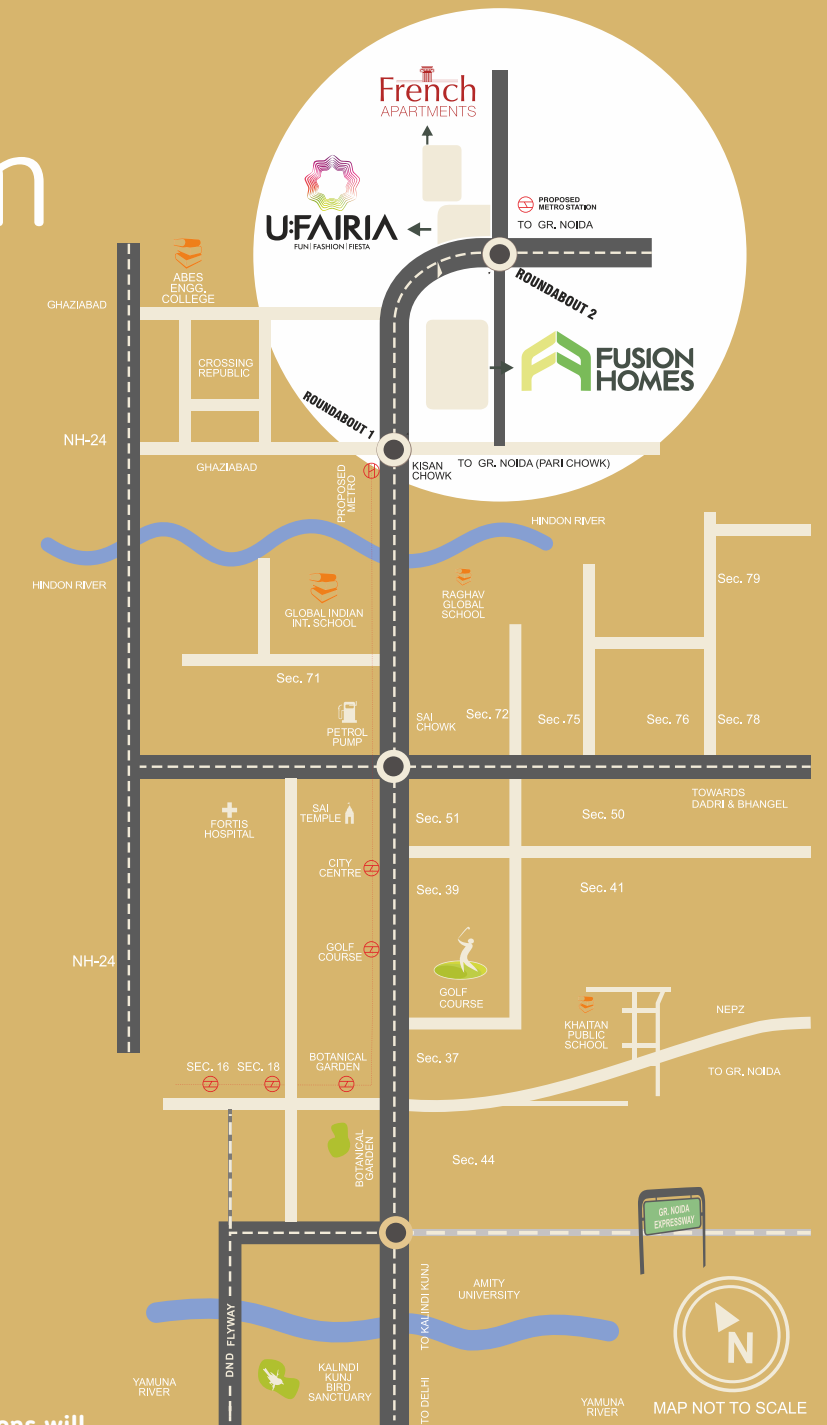 French
APARTMENTS
n
U:FAIRIA
FUN | FASHION | FIESTA
PROPOSED
METRO STATION
TO GR. NOIDA
ROUNDABOUT 2
ABES
ENGG.
COLLEGE
GHAZIABAD
CROSSING
REPUBLIC
FUSION
HOMES
ROUNDABOUT 1
NH-24
GHAZIABAD
PROPOSED
METRO
KISAN
CHOWK
TO GR. NOIDA (PARI CHOWK)
HINDON RIVER
HINDON RIVER
GLOBAL INDIAN
INT. SCHOOL
RAGHAV
GLOBAL
SCHOOL
Sec. 79
Sec. 71
PETROL
PUMP
SAI
CHOWK
Sec. 72
Sec .75
Sec. 76
Sec. 78
TOWARDS
DADRI & BHANGEL
FORTIS
HOSPITAL
SAI
TEMPLE
Sec. 51
Sec. 50
CITY
CENTRE
Sec. 39
Sec. 41
NH-24
GOLF
COURSE
GOLF
COURSE
KHAITAN
PUBLIC
SCHOOL
NEPZ
SEC. 16
SEC. 18
BOTANICAL
GARDEN
Sec. 37
TO GR. NOIDA
BOTANICAL
GARDEN
Sec. 44
GR. NOIDA
EXPRESSWAY
DND FLYWAY
TO KALINDI KUNJ
AMITY
UNIVERSITY
N
YAMUNA
RIVER
KALINDI
KUNJ
BIRD
SANCTUARY
TO DELHI
YAMUNA
RIVER
MAP NOT TO SCALE
will